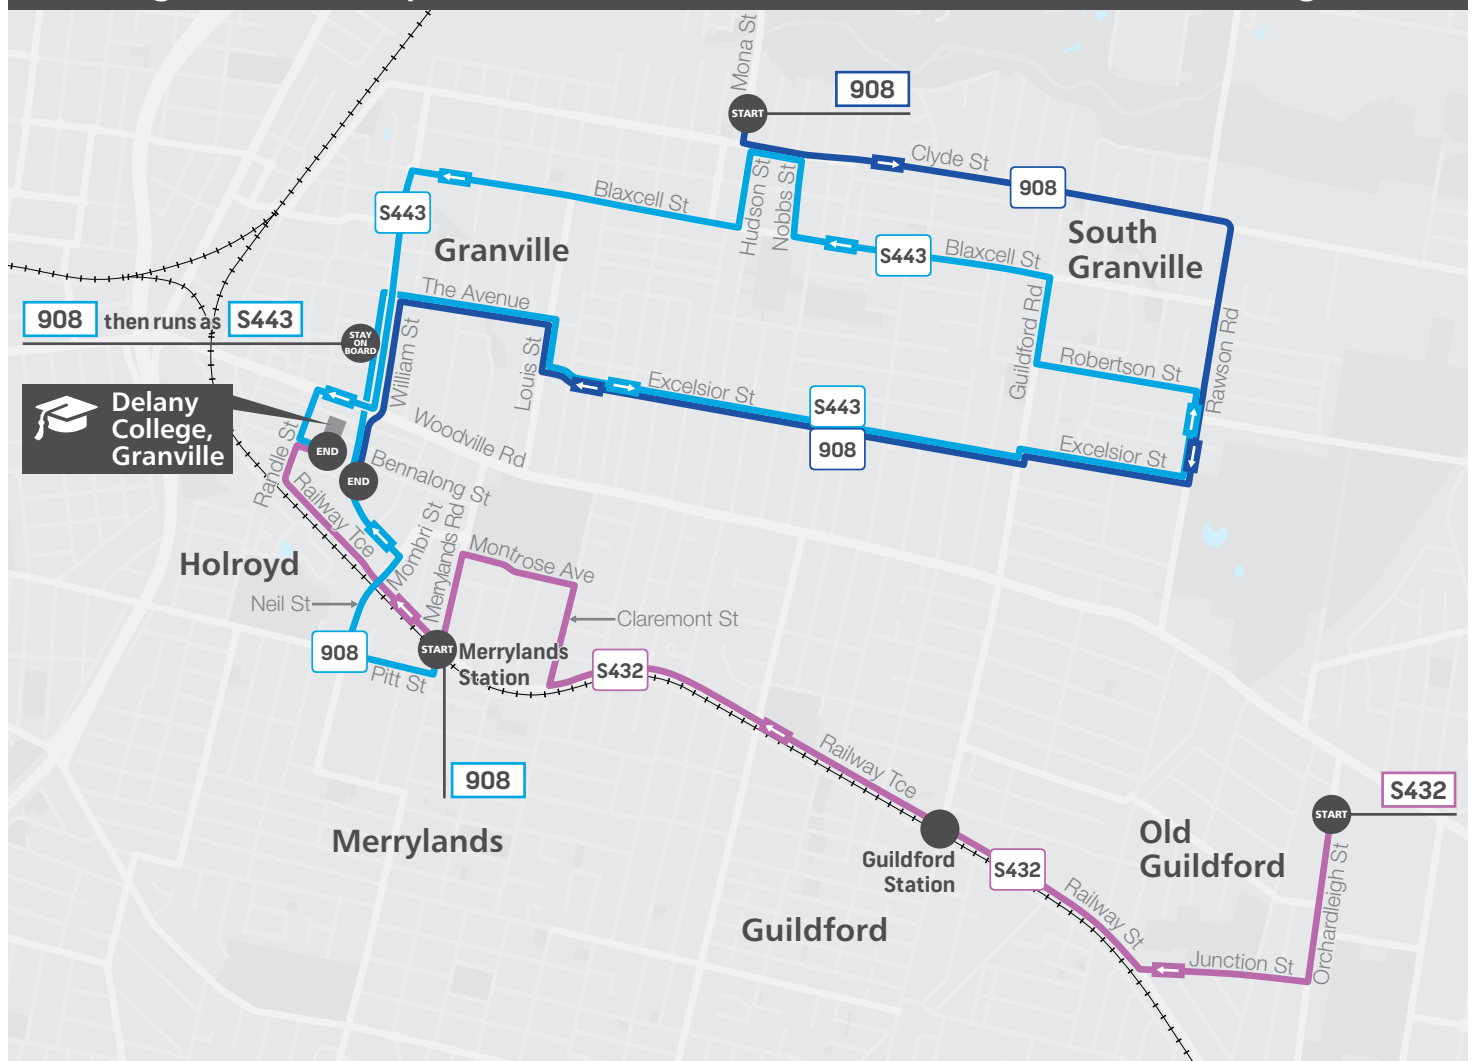 Mona St
908
START
Clyde St
908
South
Granville
Blaxcell St
Hudson St
Nobbs St
S443
Granville
S443
Blaxcell St
The Avenue
908 then runs as S443
STAY
ON
BOARD
William St
Louis St
Guildford Rd
Rawson Rd
Robertson St
Excelsior St
S443
908
Excelsior St
Delany
College,
Granville
Woodville Rd
Randle St
END
END
Bennalong St
Railway Tce
Mombri St
Merrylands Rd
Montrose Ave
Holroyd
Neil St
Claremont St
908
START
Merrylands
Station
Pitt St
S432
908
Railway Tce
S432
START
Merrylands
Old
Guildford
Guildford
Station
S432
Railway St
Orchardleigh St
Guildford
Junction St